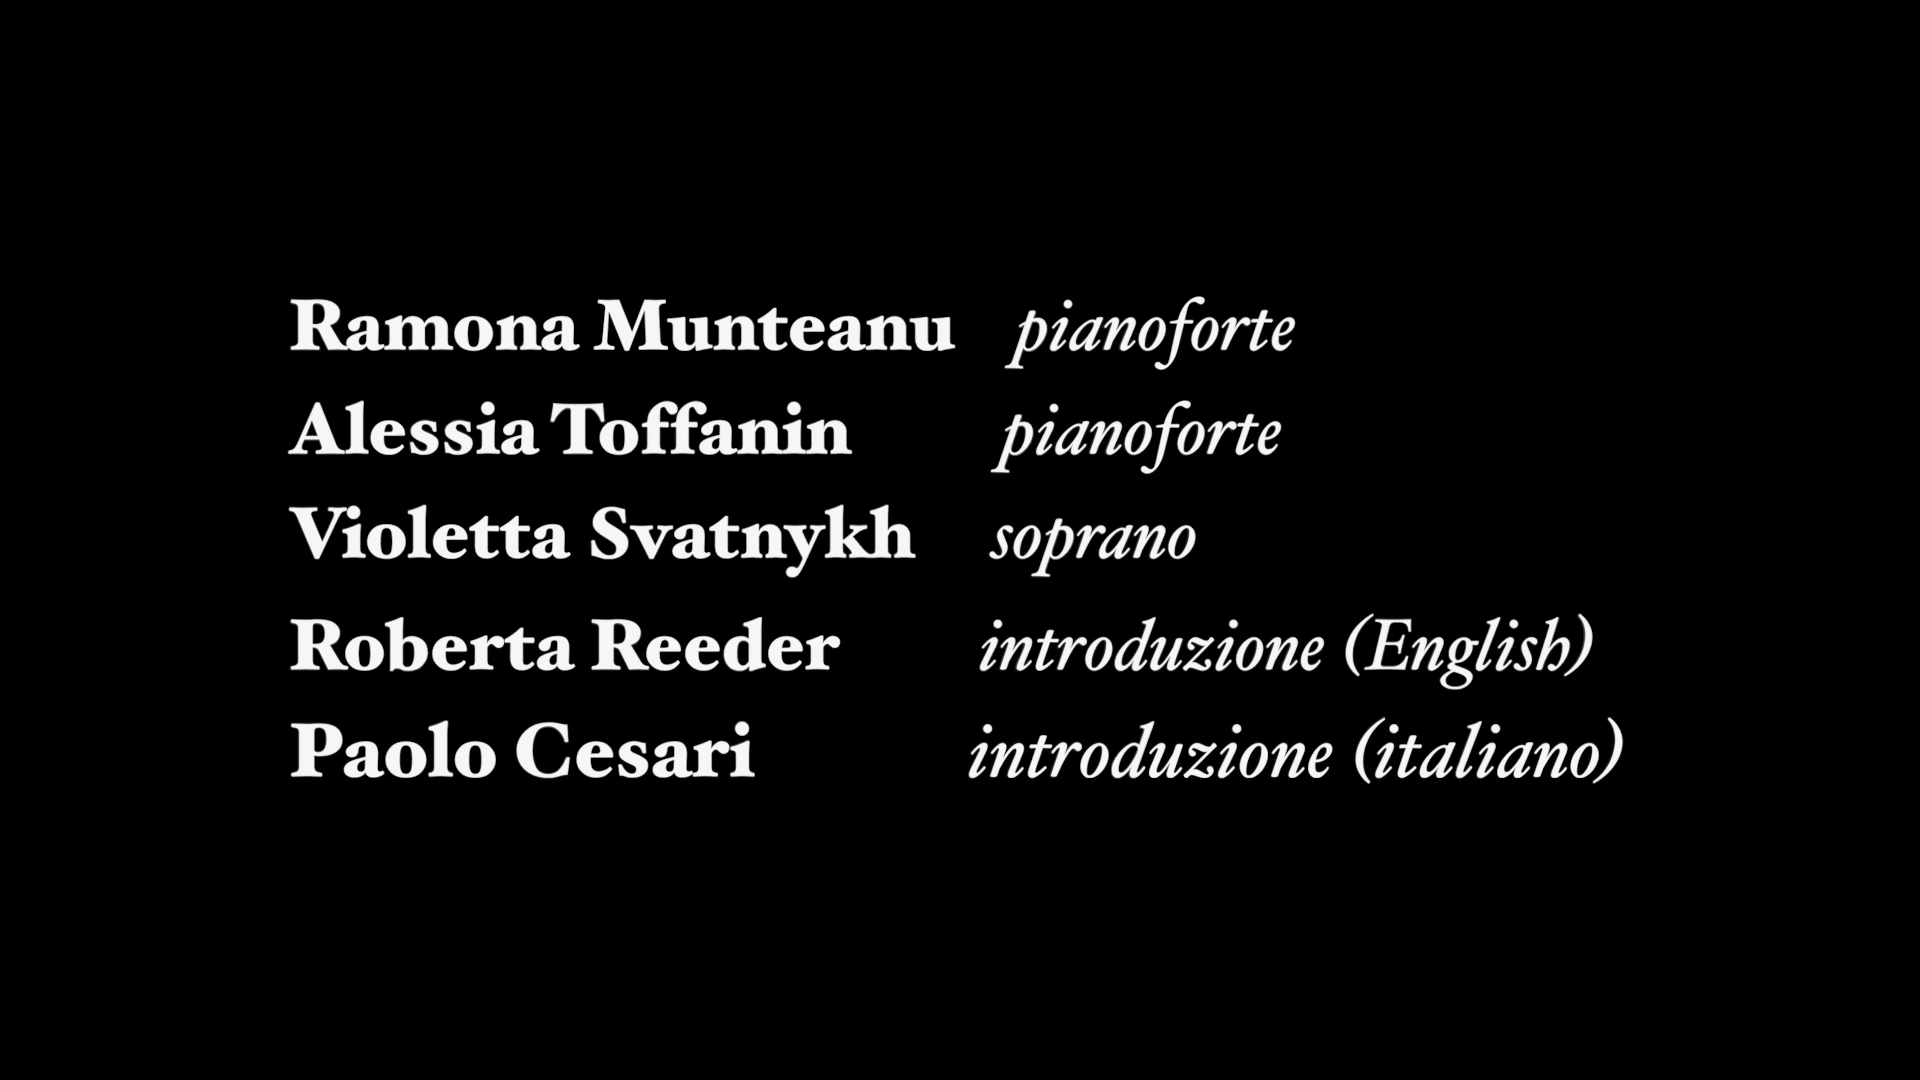 Ramona Munteanu pianoforte
Alessia Toffanin pianoforte
Violetta Svatnykh soprano
Roberta Reeder introduzione (English)
Paolo Cesari introduzione (italiano)